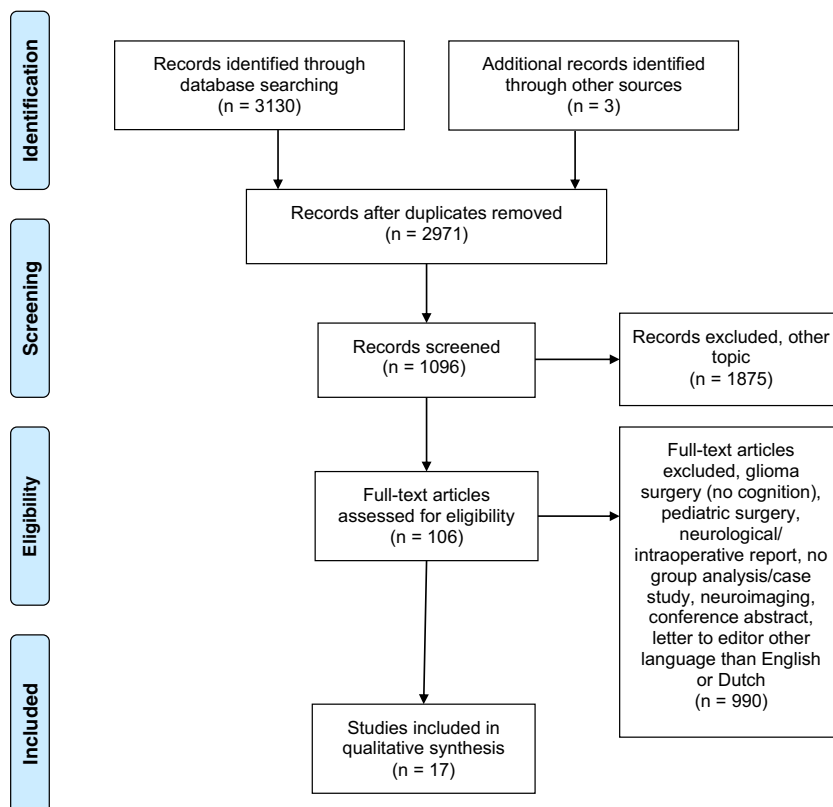 Identification
Records identified through
database searching
(n = 3130)
Additional records identified
through other sources
(n = 3)
Records after duplicates removed
(n = 2971)
Screening
Records screened
(n = 1096)
Records excluded, other
topic
(n = 1875)
Eligibility
Full-text articles
assessed for eligibility
(n = 106)
Full-text articles
excluded, glioma
surgery (no cognition),
pediatric surgery,
neurological/
intraoperative report, no
group analysis/case
study, neuroimaging,
conference abstract,
letter to editor other
language than English
or Dutch
(n = 990)
Included
Studies included in
qualitative synthesis
(n = 17)